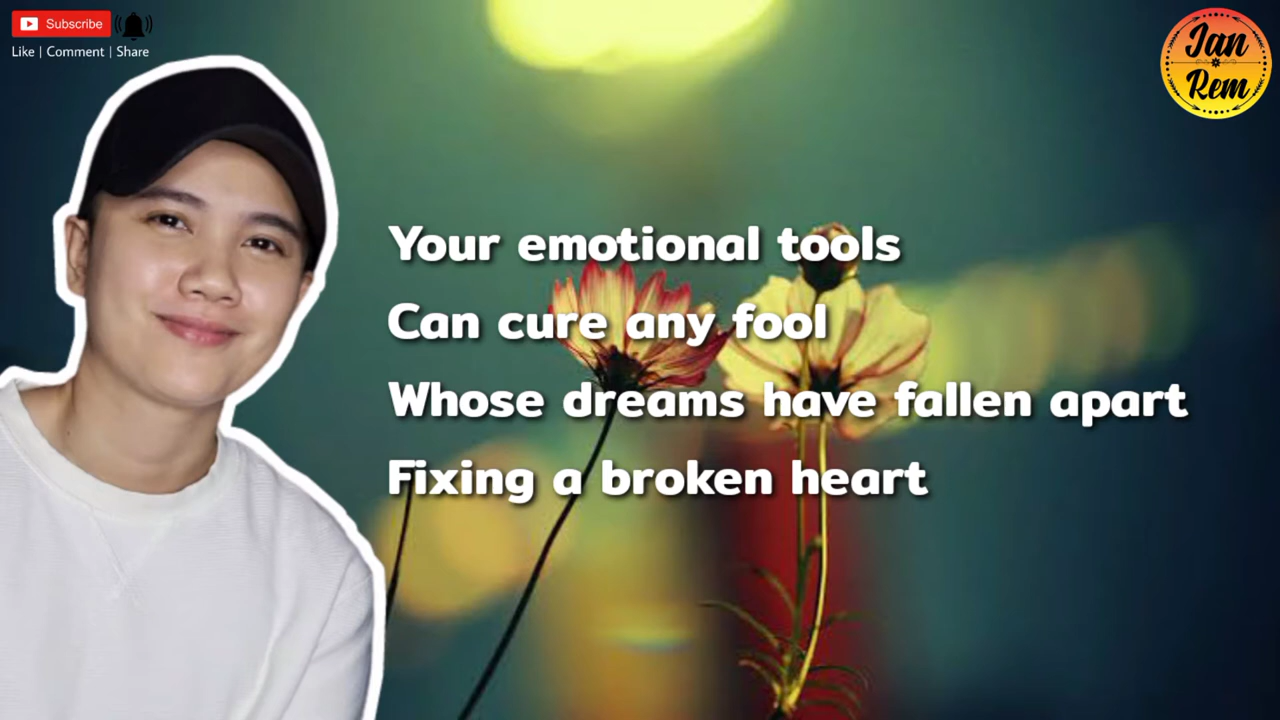 Subscribe
Like | Comment | Share
Jan
Rem
Your emotional tools
Can cure any fool
Whose dreams have fallen apart
Fixing a broken heart